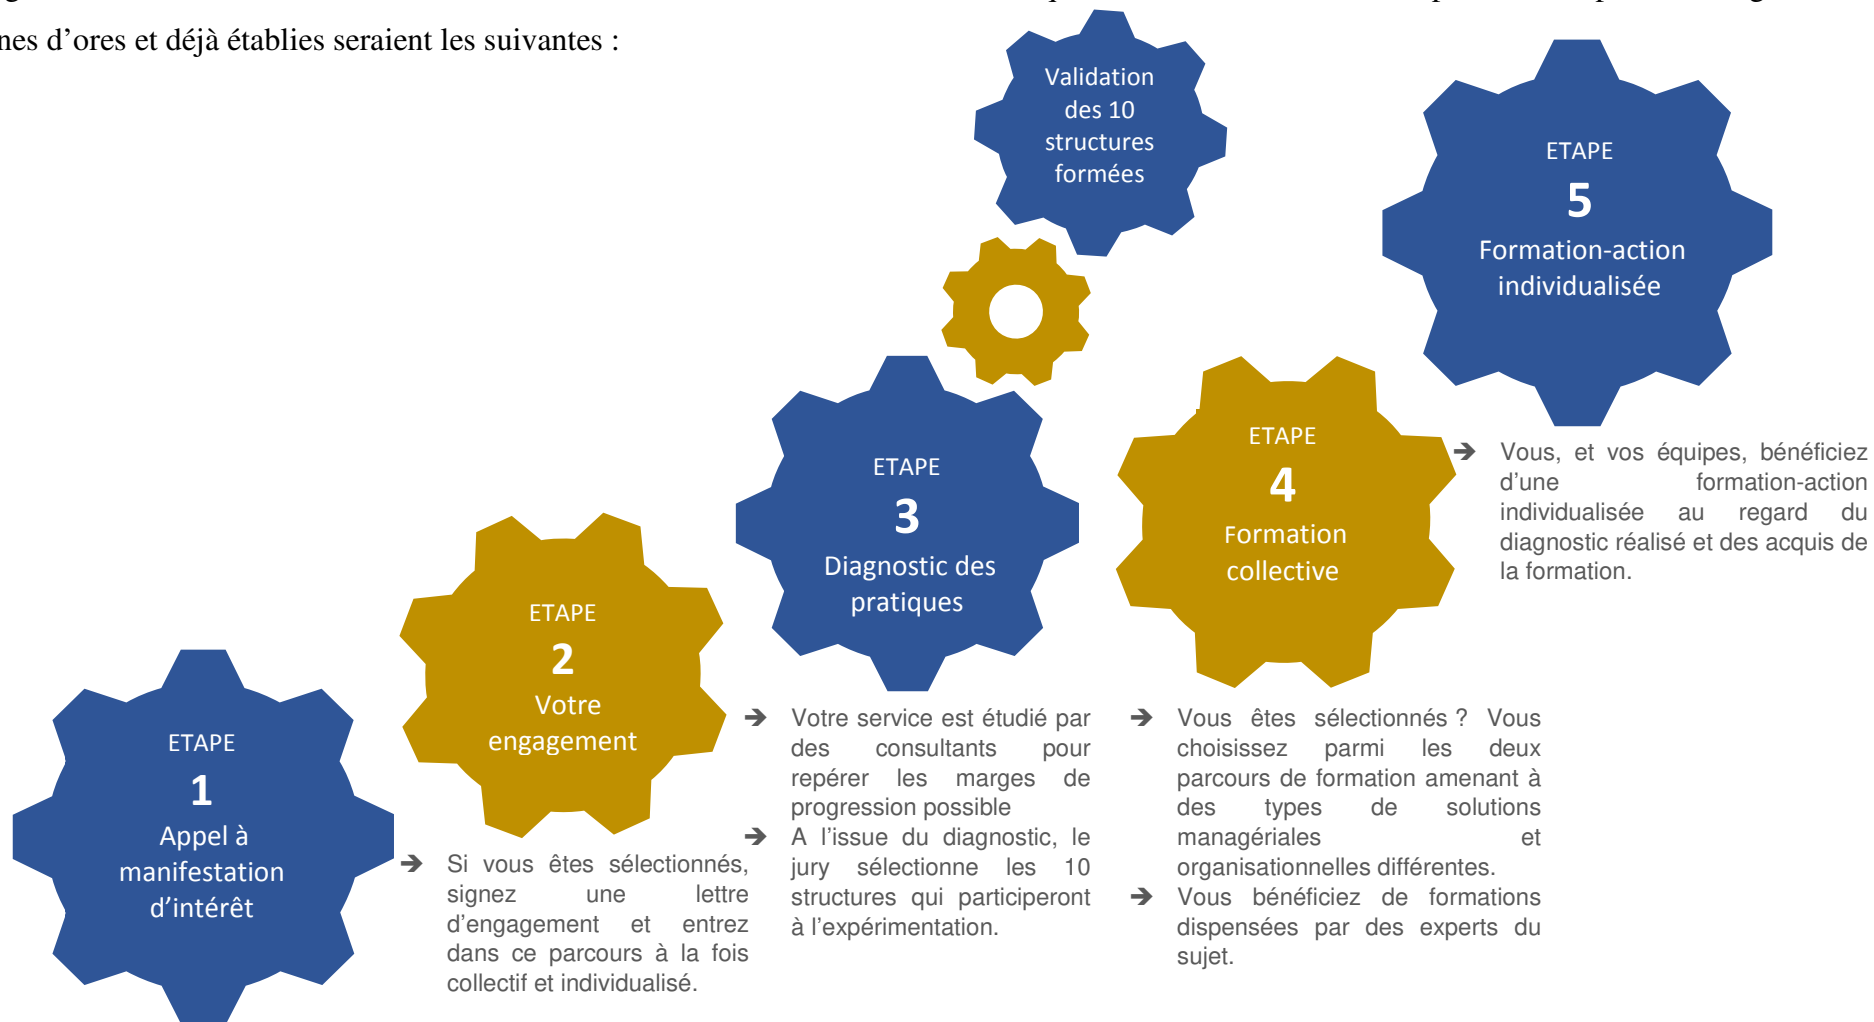 d'ores et déjà établies seraient les suivantes :
Validation
des 10
structures
formées
ETAPE
5
Formation-action
individualisée
➔ Vous, et vos équipes, bénéficiez
d'une formation-action
individualisée au regard du
diagnostic réalisé et des acquis de
la formation.
ETAPE
4
Formation
collective
➔ Vous êtes sélectionnés ? Vous
choisissez parmi les deux
parcours de formation amenant à
des types de solutions
managériales et
organisationnelles différentes.
➔ Vous bénéficiez de formations
dispensées par des experts du
sujet.
ETAPE
3
Diagnostic des
pratiques
➔ Votre service est étudié par
des consultants pour
repérer les marges de
progression possible
➔ A l'issue du diagnostic, le
jury sélectionne les 10
structures qui participeront
à l'expérimentation.
ETAPE
2
Votre
engagement
➔ Si vous êtes sélectionnés,
signez une lettre
d'engagement et entrez
dans ce parcours à la fois
collectif et individualisé.
ETAPE
1
Appel à
manifestation
d'intérêt